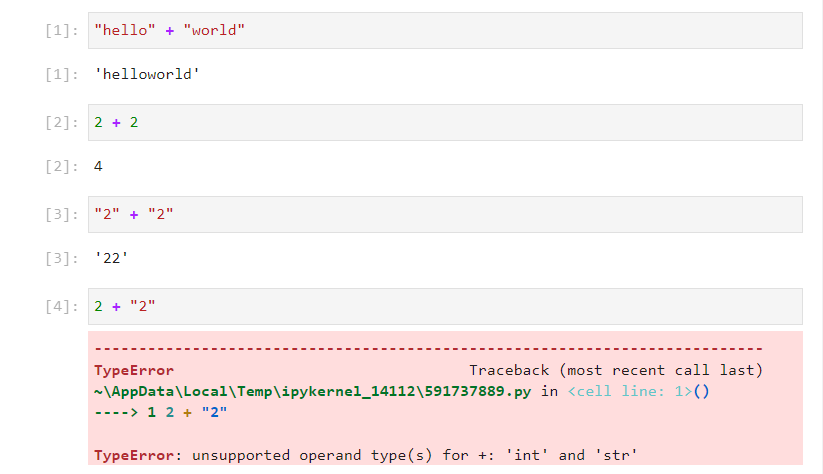 [1]: "hello" + "world"
[1]: 'helloworld'
[2]: 2 + 2
[2]: 4
[3]: "2" + "2"
[3]: '22'
[4]: 2 + "2"
---------------------------------------------------------------------------
TypeError                                 Traceback (most recent call last)
~\AppData\Local\Temp\ipykernel_14112\591737889.py in <cell line: 1>()
----> 1 2 + "2"
TypeError: unsupported operand type(s) for +: 'int' and 'str'